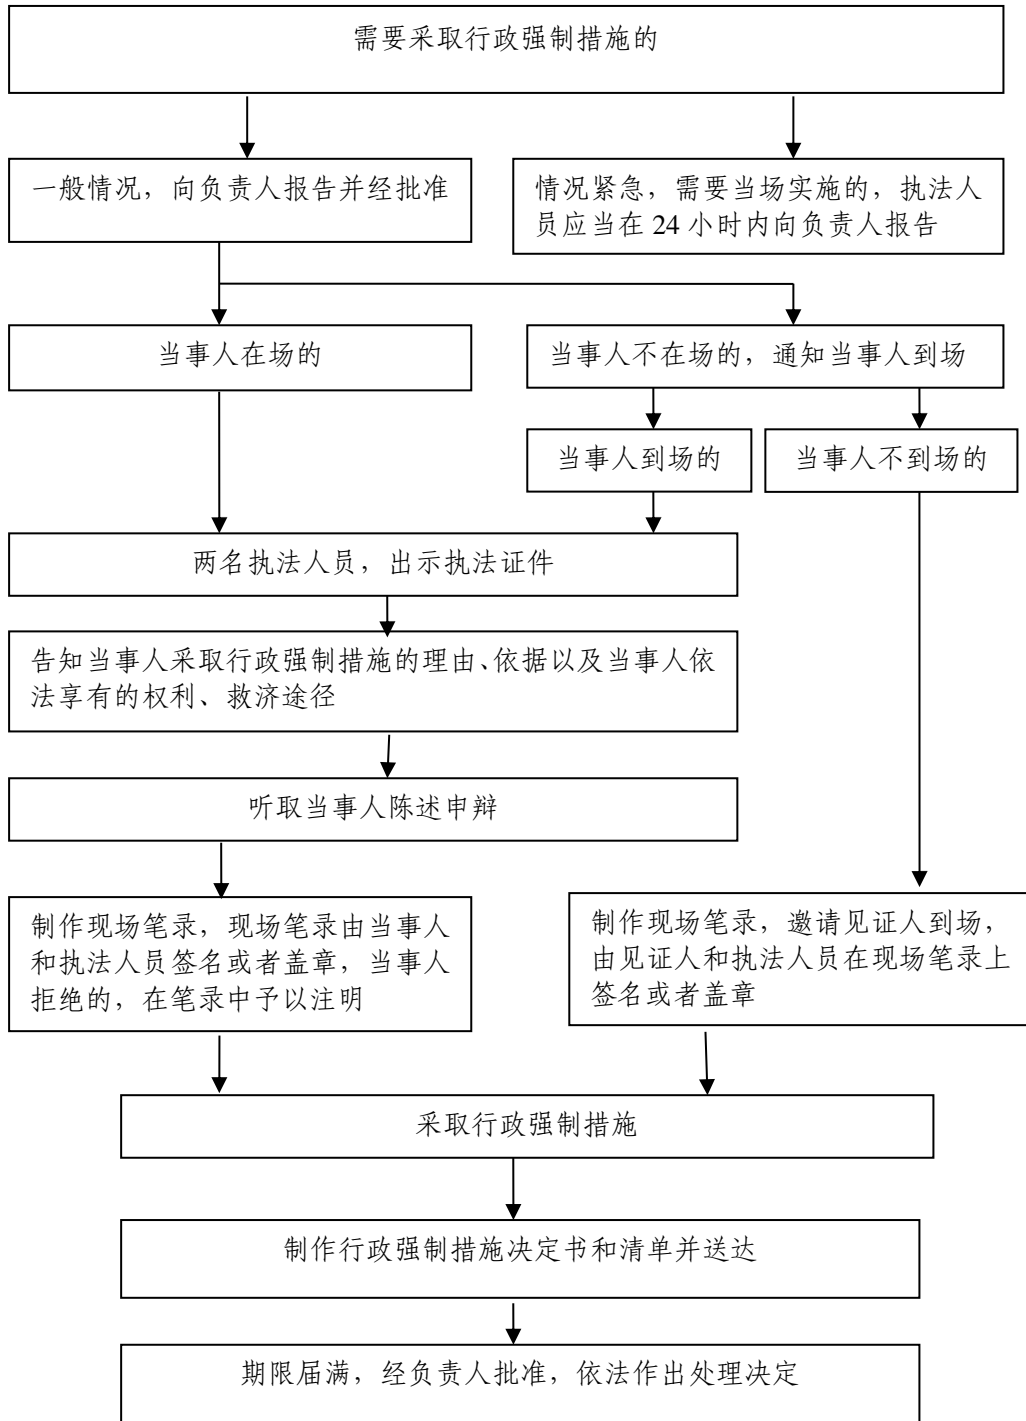 需要采取行政强制措施的
一般情况，向负责人报告并经批准
情况紧急，需要当场实施的，执法人
员应当在 24 小时内向负责人报告
当事人在场的
当事人不在场的，通知当事人到场
当事人到场的
当事人不到场的
两名执法人员，出示执法证件
告知当事人采取行政强制措施的理由、依据以及当事人依
法享有的权利、救济途径
听取当事人陈述申辩
制作现场笔录，现场笔录由当事人
和执法人员签名或者盖章，当事人
拒绝的，在笔录中予以注明
制作现场笔录，邀请见证人到场，
由见证人和执法人员在现场笔录上
签名或者盖章
采取行政强制措施
制作行政强制措施决定书和清单并送达
期限届满，经负责人批准，依法作出处理决定